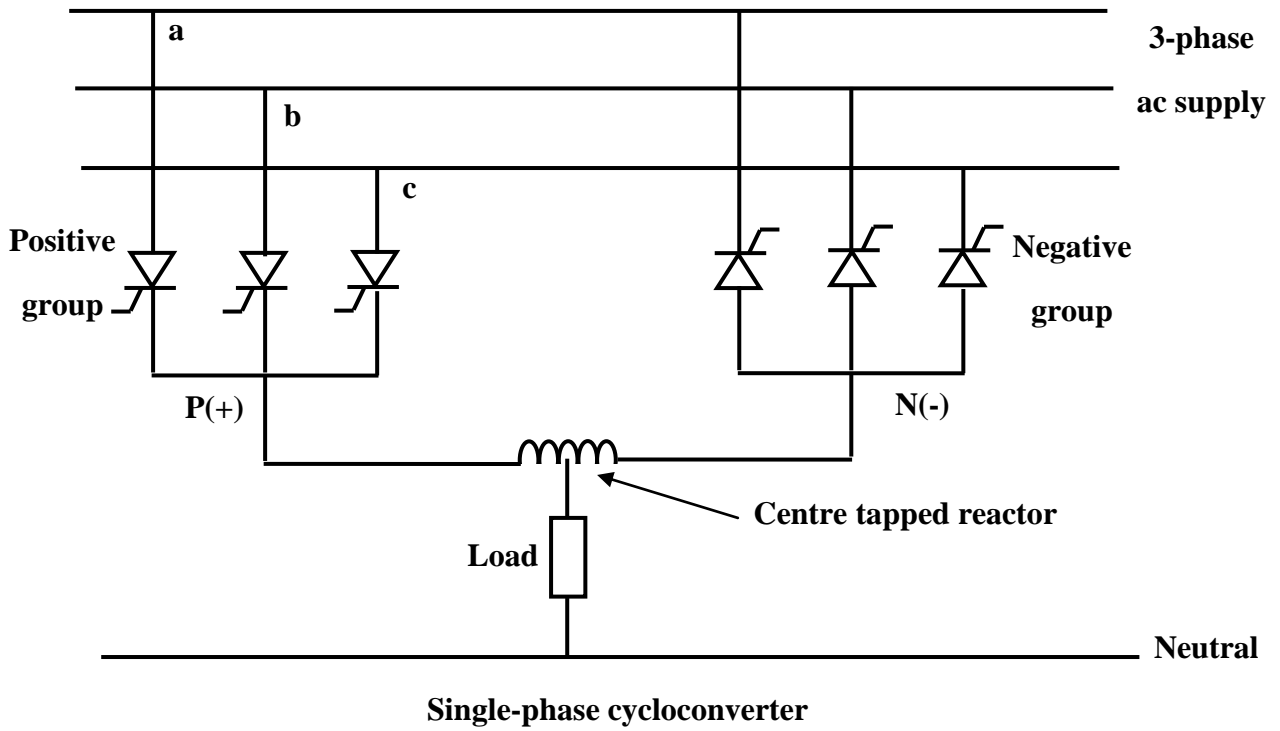 a
3-phase
ac supply
b
c
Positive
group
Negative
group
P(+)
N(-)
Centre tapped reactor
Load
Neutral
Single-phase cycloconverter